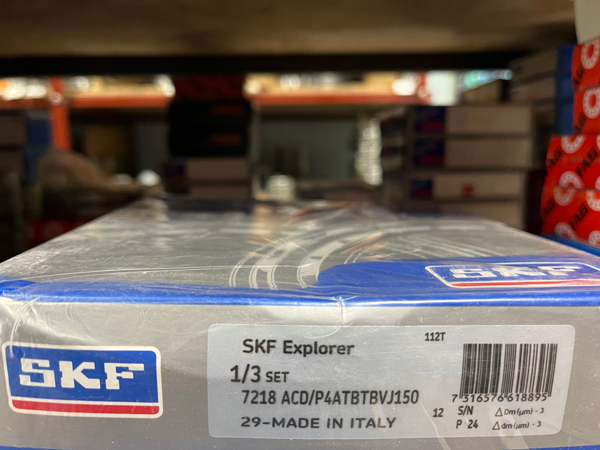 SKF
SKF
SKF Explorer
112T
1/3 SET
7218 ACD/P4ATBTBVJ150
29-MADE IN ITALY
7 316576 618895
12 S/N △Dm(µm) - 3
P 24 △dm(µm) - 3
FAG